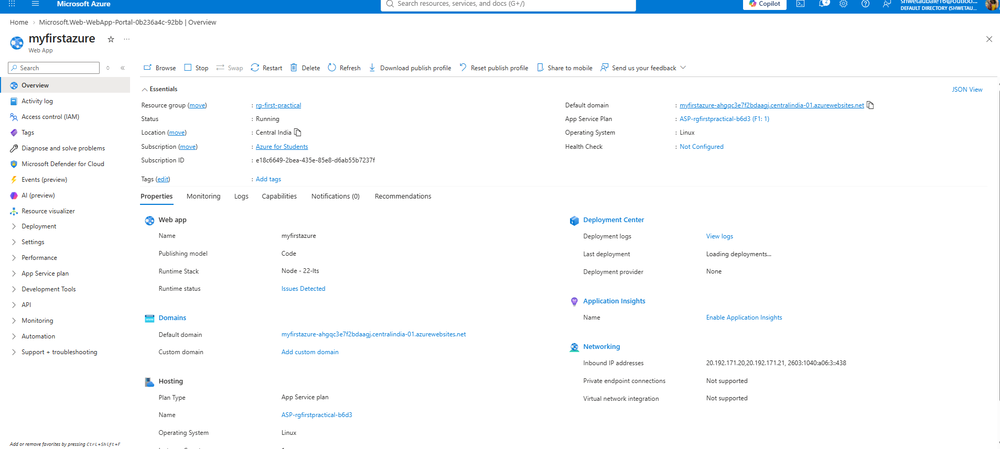 Microsoft Azure
Search resources, services, and docs (G+/)
Copilot
2
shwetaubale16@outloo...
DEFAULT DIRECTORY (SHWETAU...
Home > Microsoft.Web-WebApp-Portal-0b236a4c-92bb | Overview
myfirstazure
Web App
Search
Overview
Activity log
Access control (IAM)
Tags
Diagnose and solve problems
Microsoft Defender for Cloud
Events (preview)
AI (preview)
Resource visualizer
Deployment
Settings
Performance
App Service plan
Development Tools
API
Monitoring
Automation
Support + troubleshooting
Add or remove favorites by pressing Ctrl+Shift+F
Browse Stop Swap Restart Delete Refresh Download publish profile Reset publish profile Share to mobile Send us your feedback
Essentials
JSON View
Resource group (move) : rg-first-practical
Status : Running
Location (move) : Central India
Subscription (move) : Azure for Students
Subscription ID : e18c6649-2bea-435e-85e8-d6ab55b7237f
Default domain : myfirstazure-ahgqc3e7f2bdaagj.centralindia-01.azurewebsites.net
App Service Plan : ASP-rgfirstpractical-b6d3 (F1: 1)
Operating System : Linux
Health Check : Not Configured
Tags (edit) : Add tags
Properties Monitoring Logs Capabilities Notifications (0) Recommendations
Web app
Name myfirstazure
Publishing model Code
Runtime Stack Node - 22-lts
Runtime status Issues Detected
Domains
Default domain myfirstazure-ahgqc3e7f2bdaagj.centralindia-01.azurewebsites.net
Custom domain Add custom domain
Hosting
Plan Type App Service plan
Name ASP-rgfirstpractical-b6d3
Operating System Linux
Deployment Center
Deployment logs View logs
Last deployment Loading deployments...
Deployment provider None
Application Insights
Name Enable Application Insights
Networking
Inbound IP addresses 20.192.171.20,20.192.171.21, 2603:1040:a06:3::438
Private endpoint connections Not supported
Virtual network integration Not supported